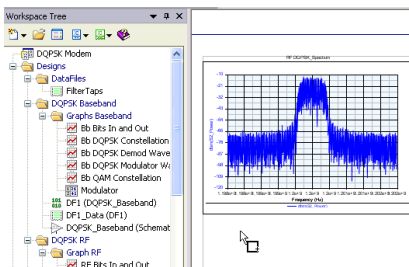 Workspace Tree
DQPSK Modem
Designs
DataFiles
FilterTaps
DQPSK Baseband
Graphs Baseband
Bb Bits In and Out
Bb DQPSK Constellation
Bb DQPSK Demod Wave
Bb DQPSK Modulator Wa
Bb QAM Constellation
Modulator
DF1 (DQPSK_Baseband)
DF1_Data (DF1)
DQPSK_Baseband (Schemat
DQPSK RF
Graph RF
RF Bits In and Out
RF DQPSK_Spectrum
Frequency (Hz)